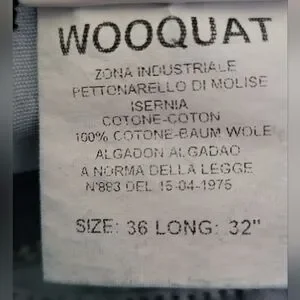 WOOQUAT
ZONA INDUSTRIALE
PETTONARELLO DI MOLISE
ISERNIA
COTONE-COTON
100% COTONE-BAUM WOLE
ALGADON ALGADAO
A NORMA DELLA LEGGE
N°883 DEL 15-04-1975
SIZE: 36 LONG: 32"